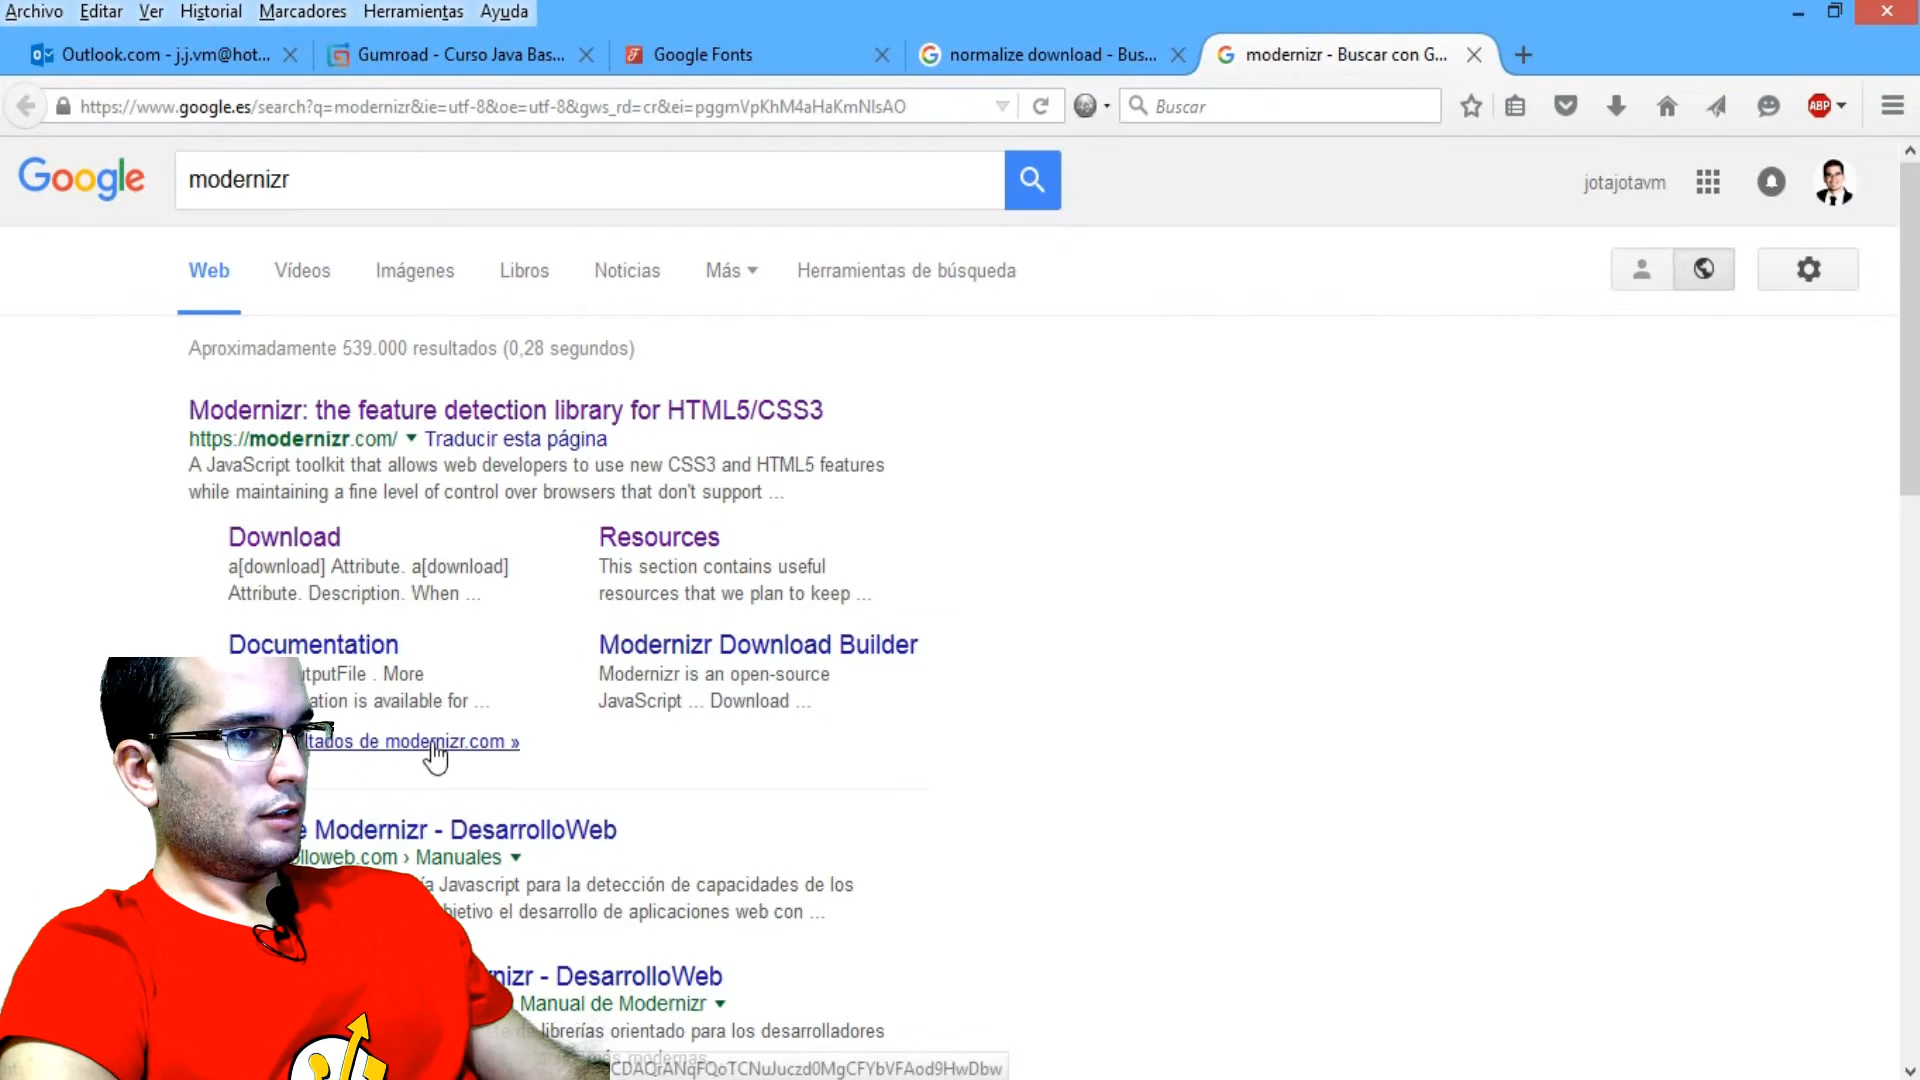 Archivo Editar Ver Historial Marcadores Herramientas Ayuda
Outlook.com - j.j.vm@hot...
Gumroad - Curso Java Bas...
Google Fonts
normalize download - Bus...
modernizr - Buscar con G...
https://www.google.es/search?q=modernizr&ie=utf-8&oe=utf-8&gws_rd=cr&ei=pggmVpKhM4aHaKmNlsAO
Buscar
ABP
Google
modernizr
jotajotavm
Web Vídeos Imágenes Libros Noticias Más Herramientas de búsqueda
Aproximadamente 539.000 resultados (0,28 segundos)
Modernizr: the feature detection library for HTML5/CSS3
https://modernizr.com/ Traducir esta página
A JavaScript toolkit that allows web developers to use new CSS3 and HTML5 features
while maintaining a fine level of control over browsers that don't support ...
Download
a[download] Attribute. a[download]
Attribute. Description. When ...
Resources
This section contains useful
resources that we plan to keep ...
Documentation
utputFile . More
ation is available for ...
Modernizr Download Builder
Modernizr is an open-source
JavaScript ... Download ...
ltados de modernizr.com »
e Modernizr - DesarrolloWeb
olloweb.com › Manuales
ía Javascript para la detección de capacidades de los
bjetivo el desarrollo de aplicaciones web con ...
rnizr - DesarrolloWeb
Manual de Modernizr
de librerías orientado para los desarrolladores
más modernas